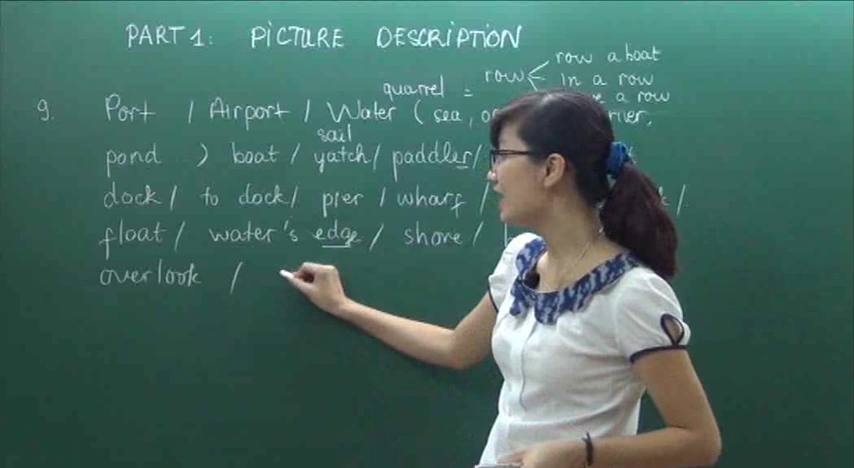 PART 1: PICTURE DESCRIPTION
row a boat
quarrel = row in a row
a row
9. Port / Airport / Water (sea,
sail
pond ) boat / yatch / paddler /
dock / to dock / pier / wharf /
float / water's edge / shore /
overlook /